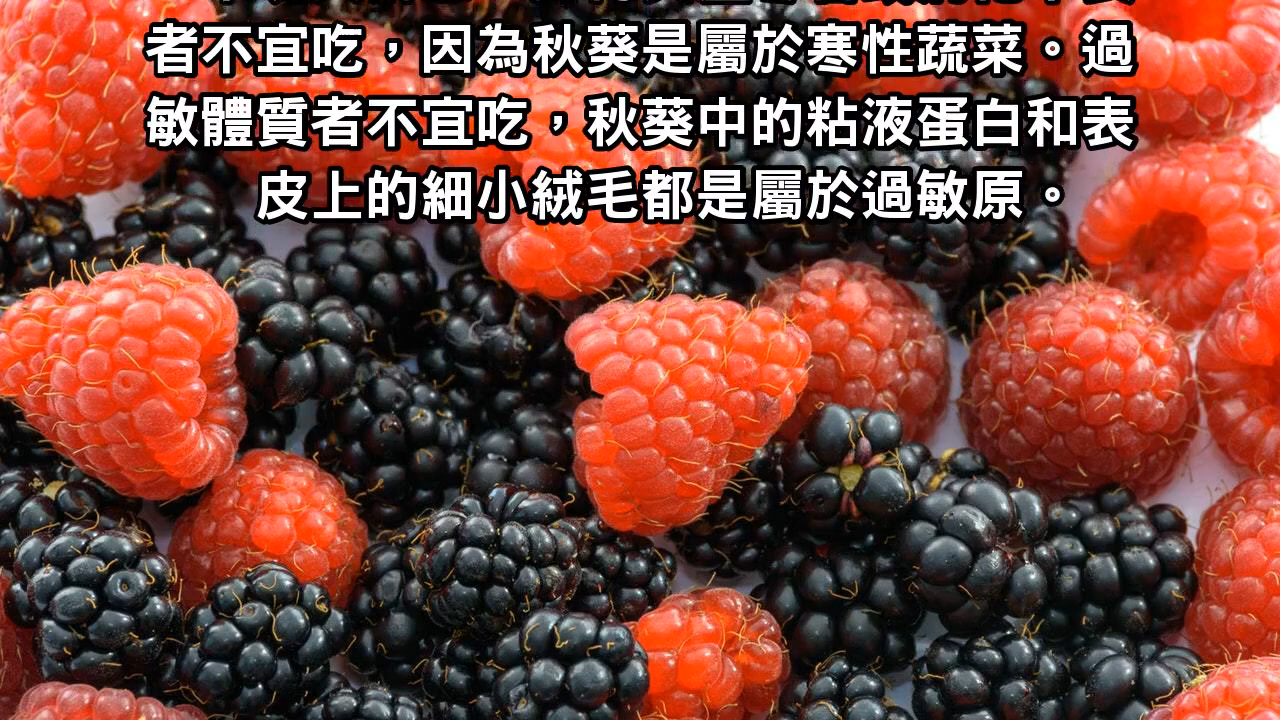 者不宜吃，因為秋葵是屬於寒性蔬菜。過
敏體質者不宜吃，秋葵中的粘液蛋白和表
皮上的細小絨毛都是屬於過敏原。